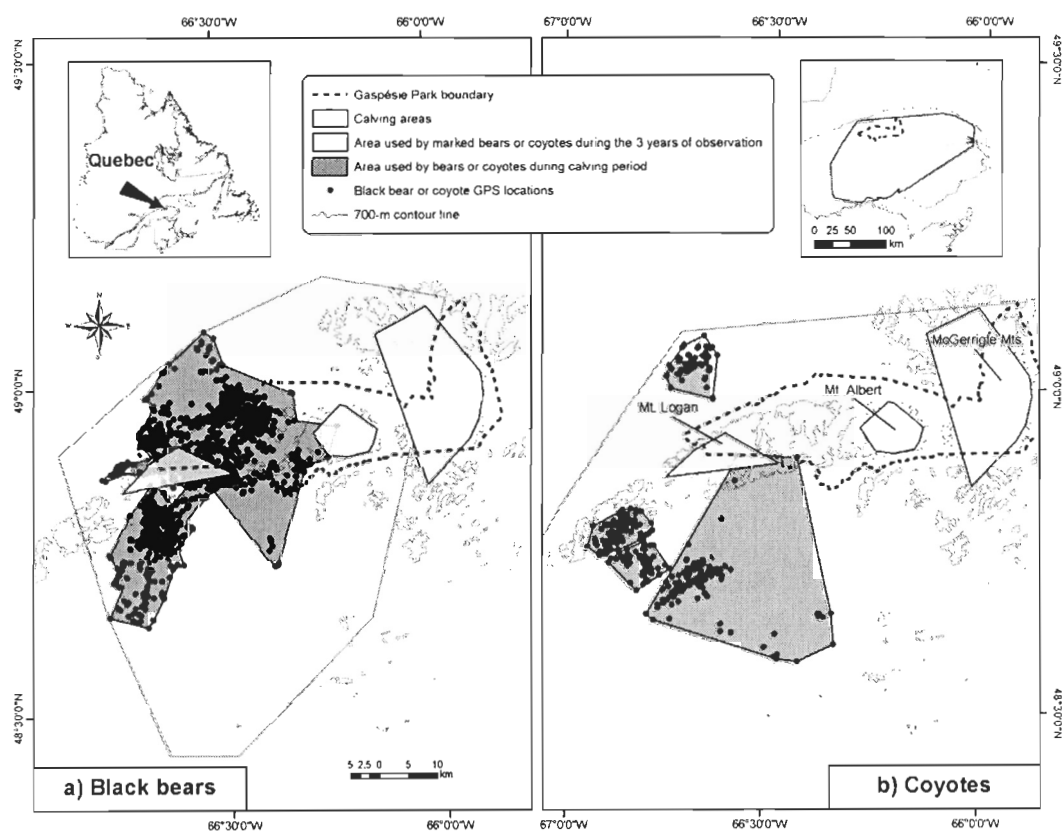 66°30'0"W 66°0'0"W 67°0'0"W 66°30'0"W 66°0'0"W
49°30'0"N
49°30'0"N
Quebec
Gaspésie Park boundary
Calving areas
Area used by marked bears or coyotes during the 3 years of observation
Area used by bears or coyotes during calving period
Black bear or coyote GPS locations
700-m contour line
0 25 50 100
km
N
W E
S
49°0'0"N
49°0'0"N
McGerrigle Mts.
Mt. Albert
Mt. Logan
48°30'0"N
48°30'0"N
5 2,5 0 5 10
km
a) Black bears
b) Coyotes
66°30'0"W 66°0'0"W 67°0'0"W 66°30'0"W 66°0'0"W